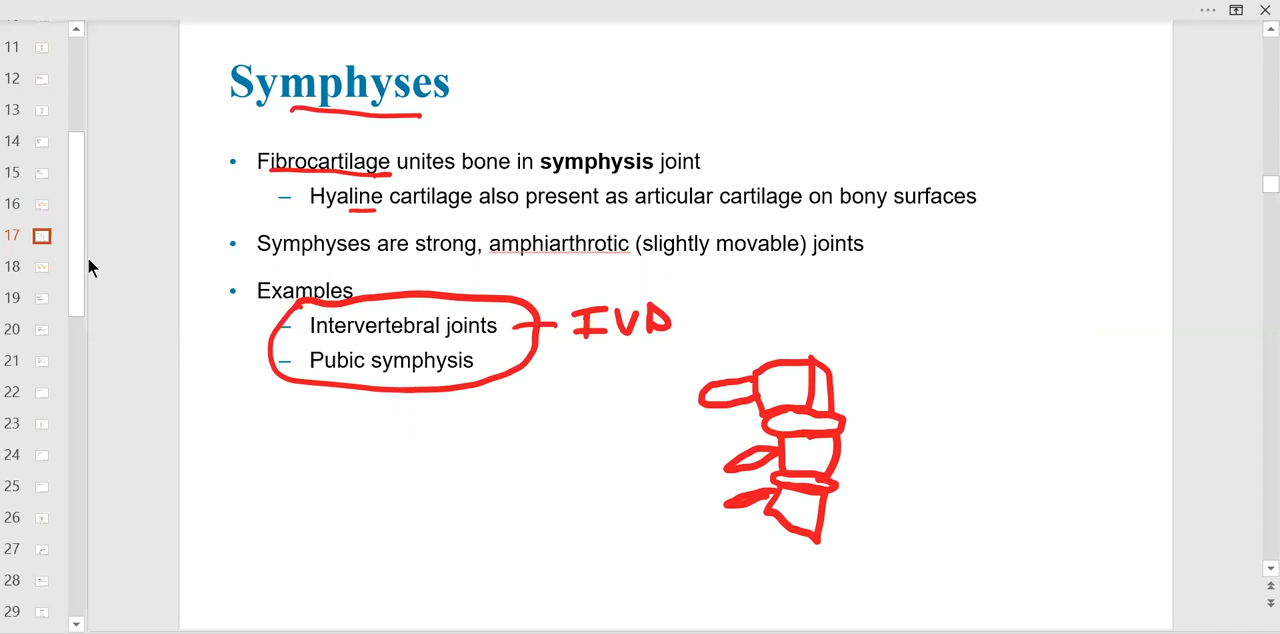 11
12
13
14
15
16
17
18
19
20
21
22
23
24
25
26
27
28
29
Symphyses
• Fibrocartilage unites bone in symphysis joint
– Hyaline cartilage also present as articular cartilage on bony surfaces
• Symphyses are strong, amphiarthrotic (slightly movable) joints
• Examples
– Intervertebral joints IVD
– Pubic symphysis